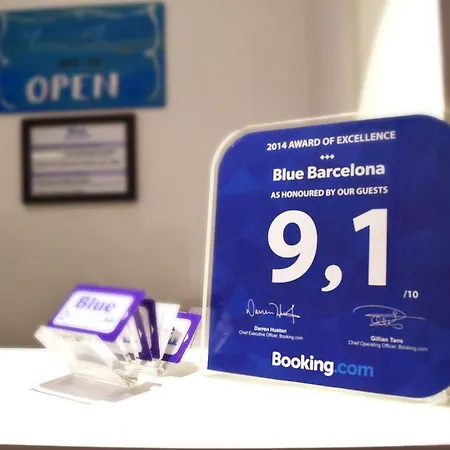 OPEN
2014 AWARD OF EXCELLENCE
Blue Barcelona
AS HONOURED BY OUR GUESTS
9,1
/10
Darren Huston
Chief Executive Officer, Booking.com
Gillian Tans
Chief Operating Officer, Booking.com
Booking.com
Blue